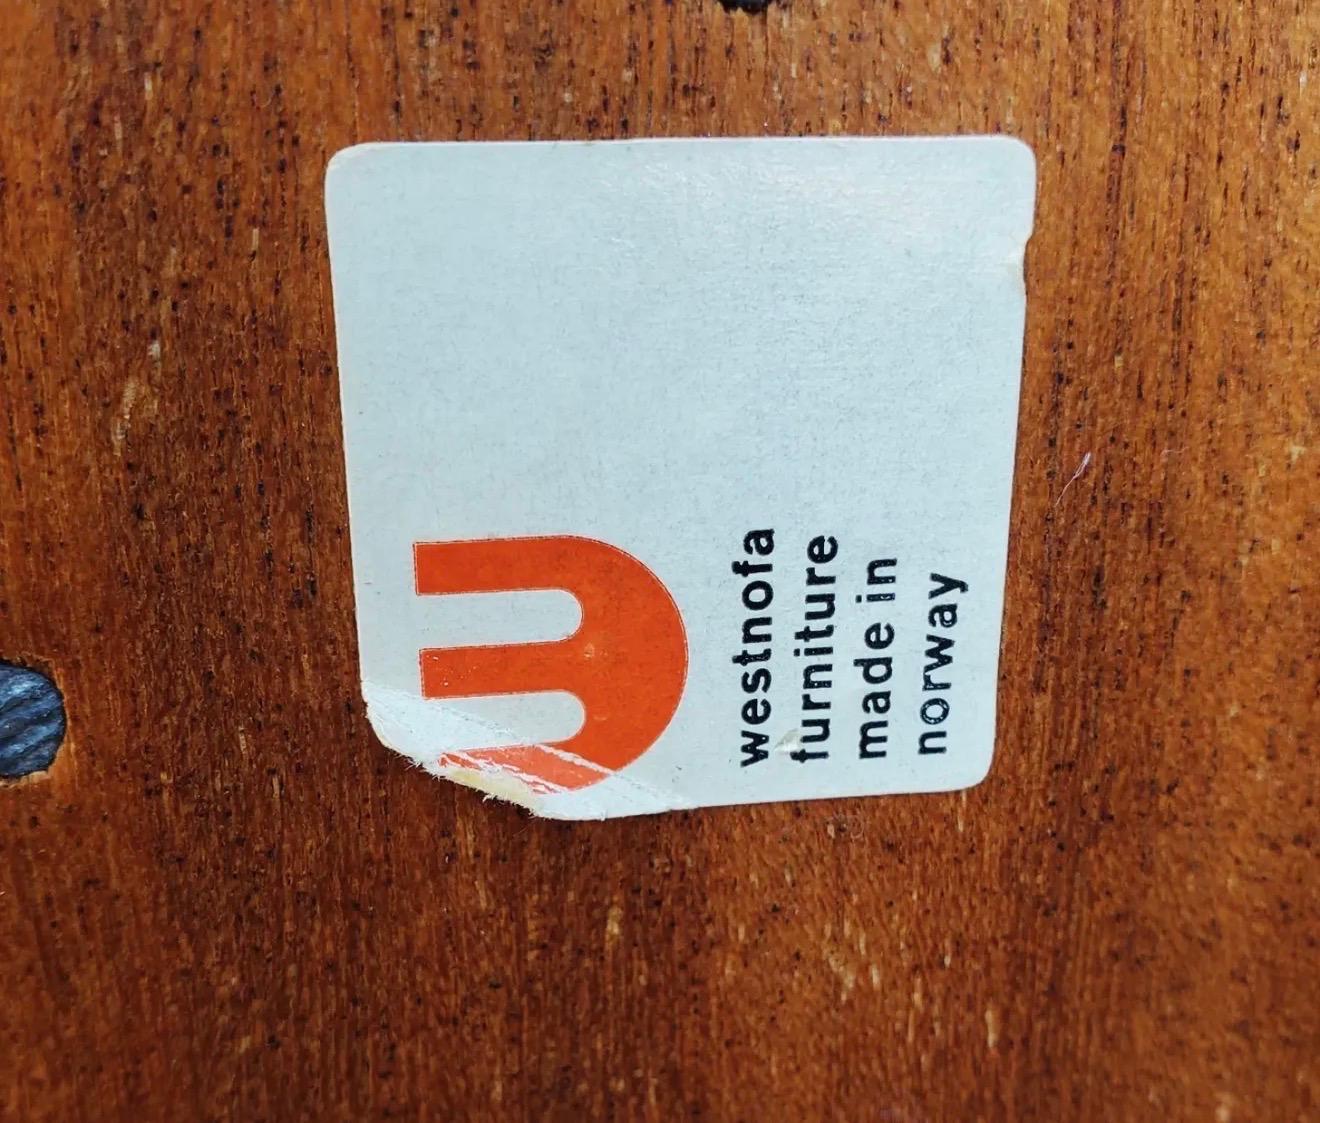 westnofa
furniture
made in
norway